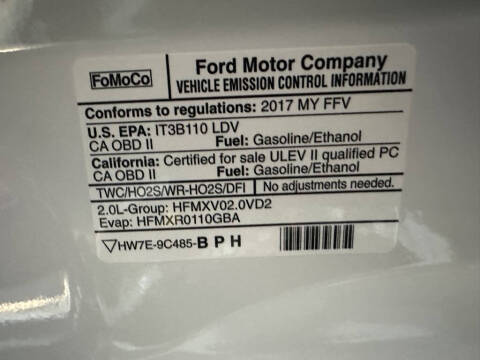 FoMoCo
Ford Motor Company
VEHICLE EMISSION CONTROL INFORMATION
Conforms to regulations: 2017 MY FFV
U.S. EPA: IT3B110 LDV
CA OBD II Fuel: Gasoline/Ethanol
California: Certified for sale ULEV II qualified PC
CA OBD II Fuel: Gasoline/Ethanol
TWC/HO2S/WR-HO2S/DFI No adjustments needed.
2.0L-Group: HFMXV02.0VD2
Evap: HFMXR0110GBA
HW7E-9C485-B P H